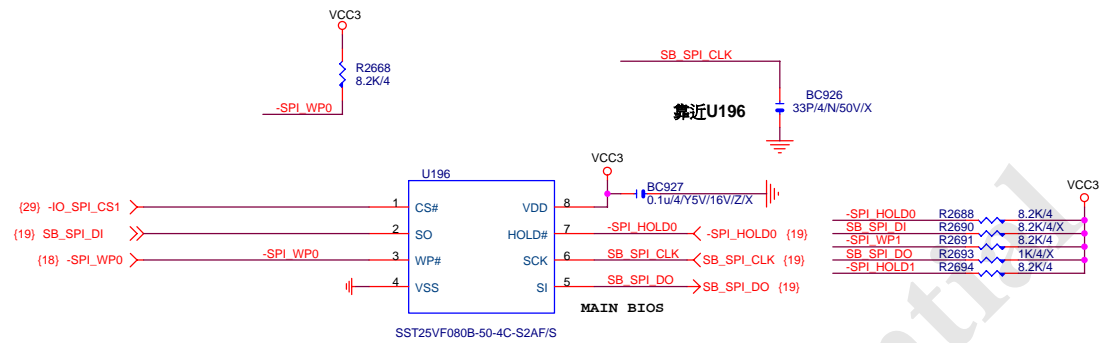 VCC3
R2668
8.2K/4
-SPI_WP0
SB_SPI_CLK
BC926
33P/4/N/50V/X
靠近U196
U196
VCC3
BC927
0.1u/4/Y5V/16V/Z/X
{29} -IO_SPI_CS1
1 CS#
VDD 8
{19} SB_SPI_DI
2 SO
HOLD# 7
-SPI_HOLD0
-SPI_HOLD0 {19}
{18} -SPI_WP0
-SPI_WP0
3 WP#
SCK 6
SB_SPI_CLK
SB_SPI_CLK {19}
4 VSS
SI 5
SB_SPI_DO
SB_SPI_DO {19}
MAIN BIOS
SST25VF080B-50-4C-S2AF/S
VCC3
-SPI_HOLD0 R2688 8.2K/4
SB_SPI_DI R2690 8.2K/4/X
-SPI_WP1 R2691 8.2K/4
SB_SPI_DO R2693 1K/4/X
-SPI_HOLD1 R2694 8.2K/4